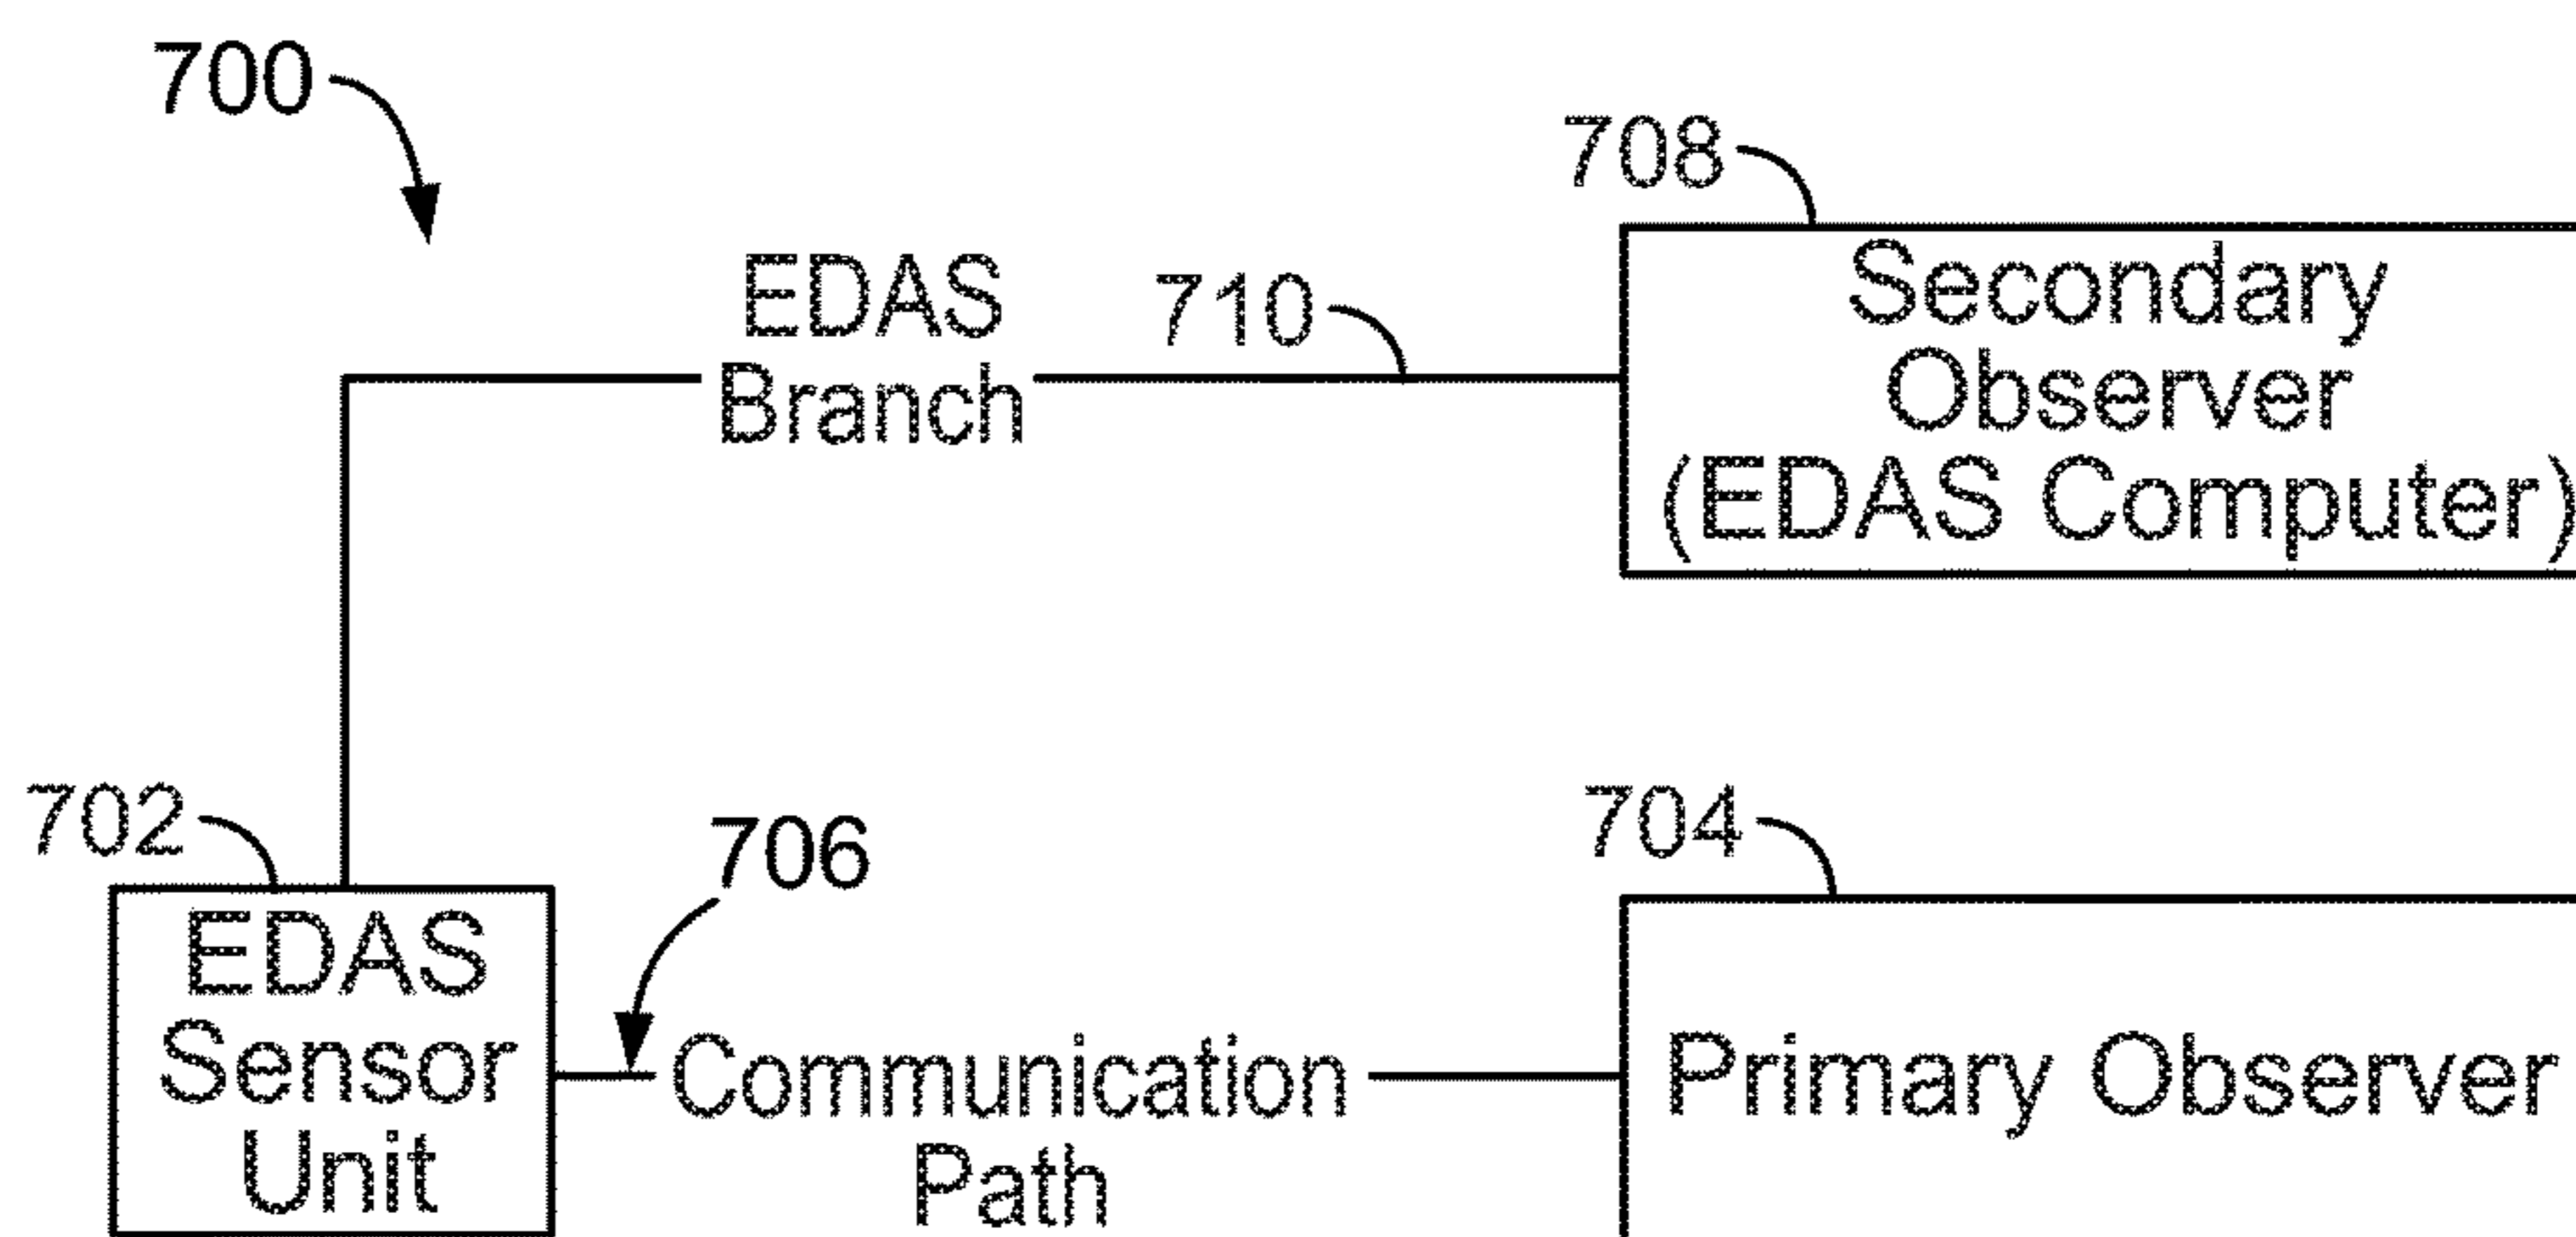 700
708
EDAS
Branch
710
Secondary
Observer
(EDAS Computer)
702
706
704
EDAS
Sensor
Unit
Communication
Path
Primary Observer